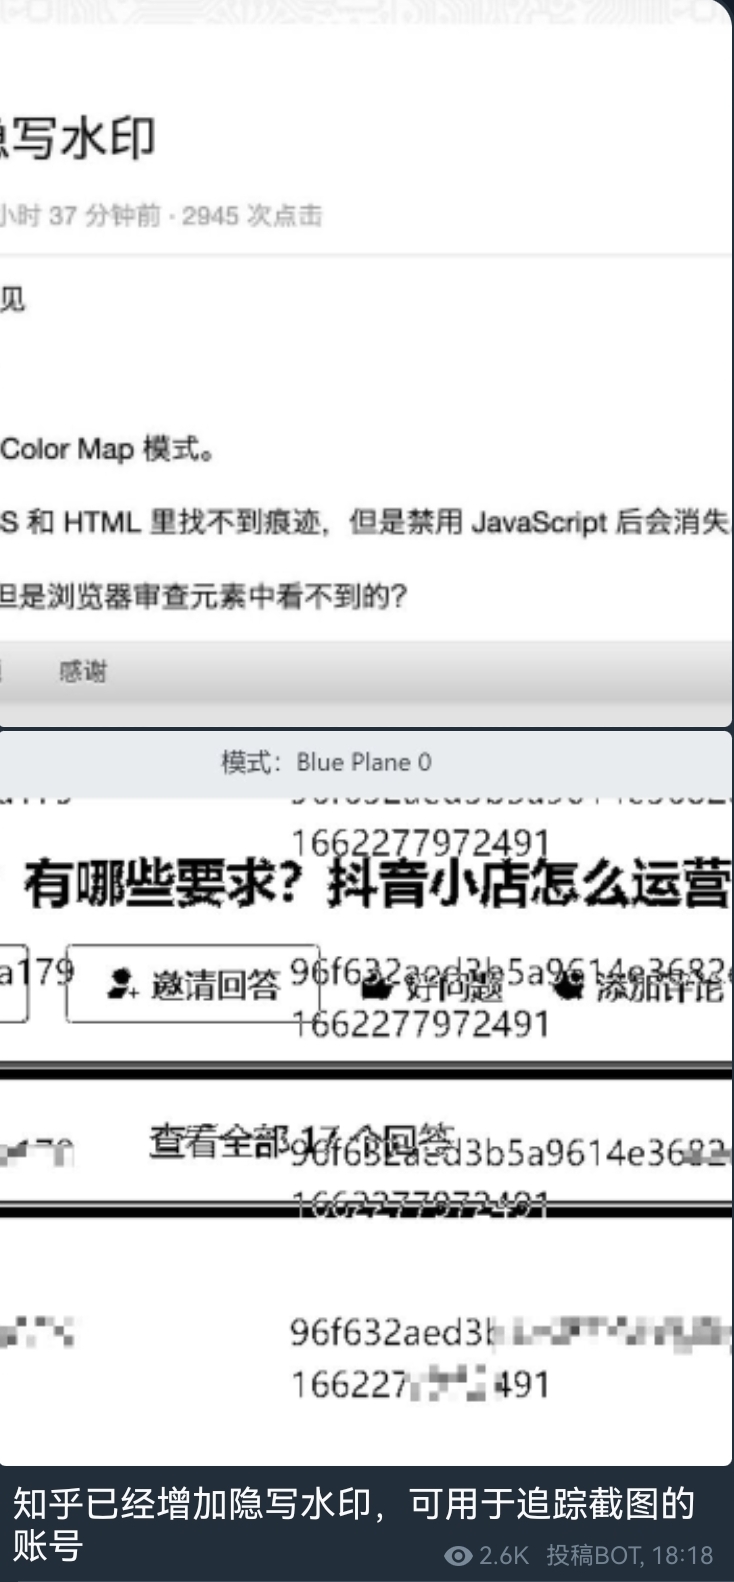 写水印
小时 37 分钟前 · 2945 次点击
见
Color Map 模式。
S 和 HTML 里找不到痕迹，但是禁用 JavaScript 后会消失
但是浏览器审查元素中看不到的？
感谢
模式：Blue Plane 0
1662277972491
有哪些要求？抖音小店怎么运营
a179
邀请回答
96f632aed3b5a9614e3682
好问题
添加评论
1662277972491
查看全部 17 个回答
96f632aed3b5a9614e3682
1662277972491
96f632aed3b
166227
491
知乎已经增加隐写水印，可用于追踪截图的
账号
2.6K 投稿BOT, 18:18